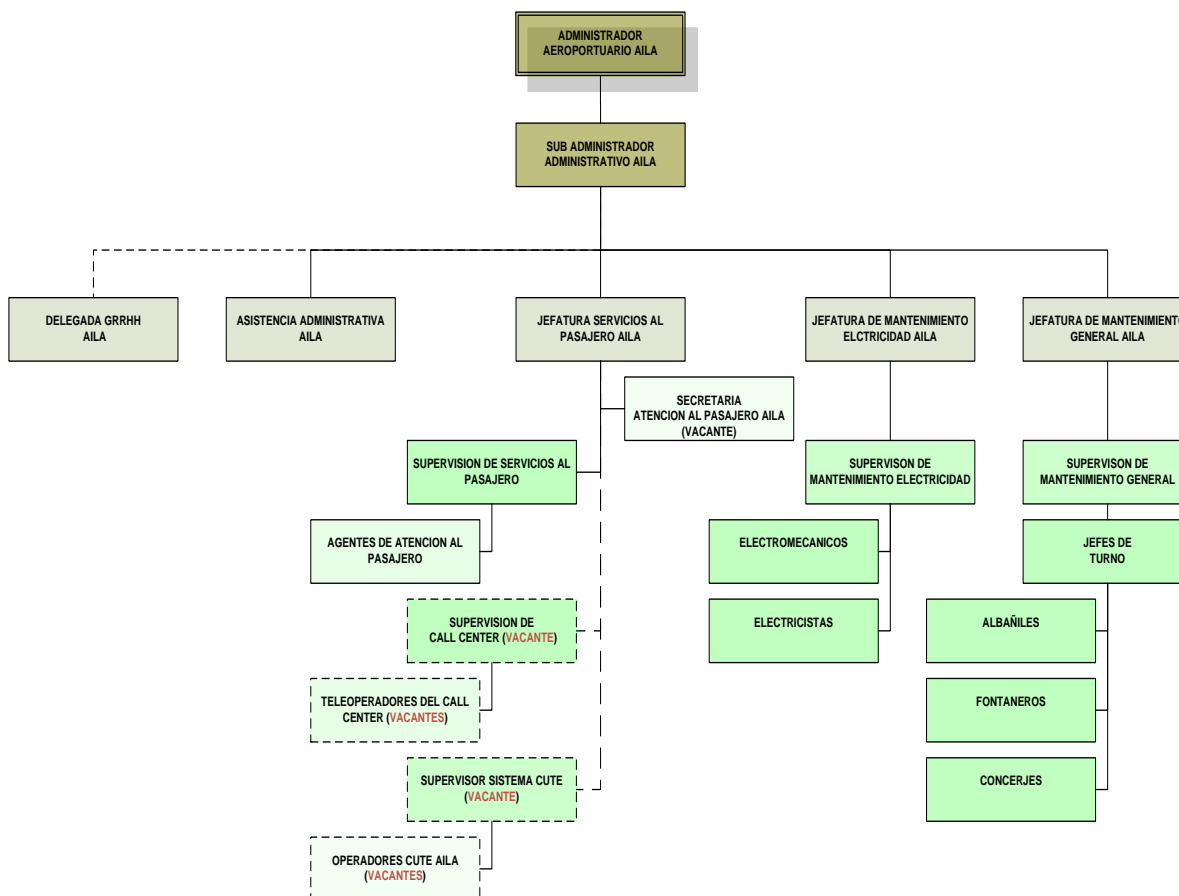 ADMINISTRADOR
AEROPORTUARIO AILA
SUB ADMINISTRADOR
ADMINISTRATIVO AILA
DELEGADA GRRHH
AILA
ASISTENCIA ADMINISTRATIVA
AILA
JEFATURA SERVICIOS AL
PASAJERO AILA
JEFATURA DE MANTENIMIENTO
ELCTRICIDAD AILA
JEFATURA DE MANTENIMIENTO
GENERAL AILA
SECRETARIA
ATENCION AL PASAJERO AILA
(VACANTE)
SUPERVISION DE SERVICIOS AL
PASAJERO
SUPERVISON DE
MANTENIMIENTO ELECTRICIDAD
SUPERVISON DE
MANTENIMIENTO GENERAL
AGENTES DE ATENCION AL
PASAJERO
ELECTROMECANICOS
JEFES DE
TURNO
SUPERVISION DE
CALL CENTER (VACANTE)
ELECTRICISTAS
ALBAÑILES
TELEOPERADORES DEL CALL
CENTER (VACANTES)
FONTANEROS
SUPERVISOR SISTEMA CUTE
(VACANTE)
CONCERJES
OPERADORES CUTE AILA
(VACANTES)